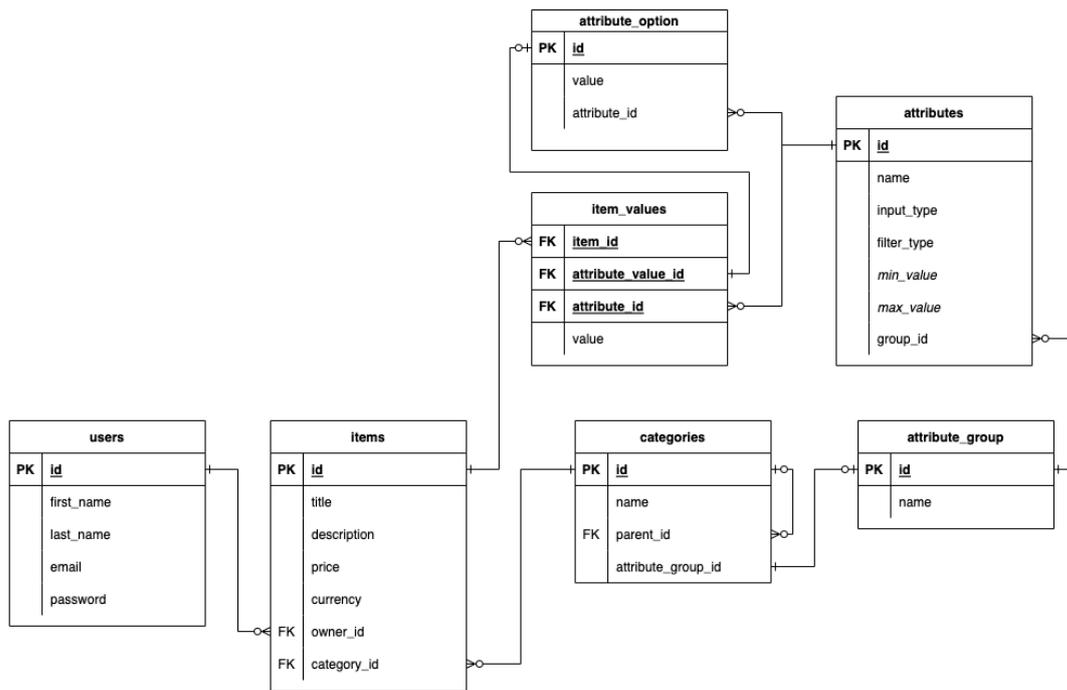 attribute_option
PK id
value
attribute_id
attributes
PK id
name
input_type
filter_type
min_value
max_value
group_id
item_values
FK item_id
FK attribute_value_id
FK attribute_id
value
users
PK id
first_name
last_name
email
password
items
PK id
title
description
price
currency
FK owner_id
FK category_id
categories
PK id
name
FK parent_id
attribute_group_id
attribute_group
PK id
name